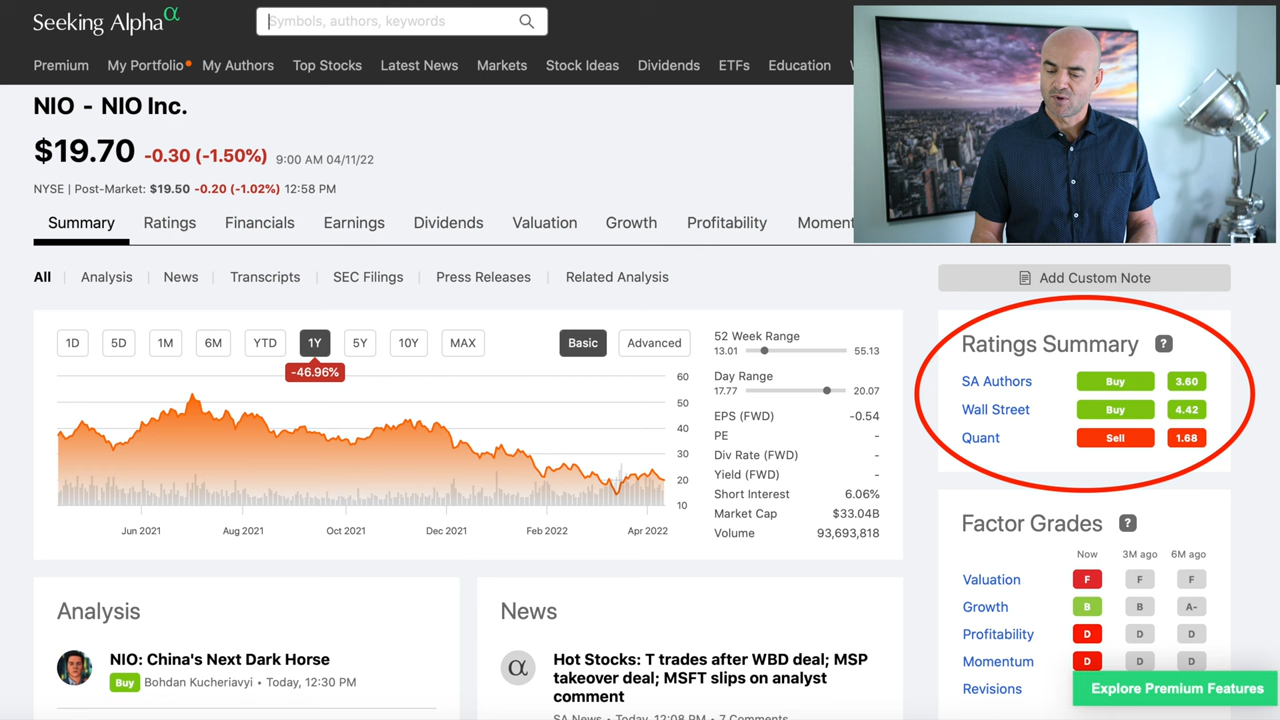 Seeking Alpha α
Symbols, authors, keywords
Premium My Portfolio My Authors Top Stocks Latest News Markets Stock Ideas Dividends ETFs Education
NIO - NIO Inc.
$19.70 -0.30 (-1.50%) 9:00 AM 04/11/22
NYSE | Post-Market: $19.50 -0.20 (-1.02%) 12:58 PM
Summary Ratings Financials Earnings Dividends Valuation Growth Profitability Moment
All Analysis News Transcripts SEC Filings Press Releases Related Analysis
Add Custom Note
1D 5D 1M 6M YTD 1Y 5Y 10Y MAX Basic Advanced
-46.96%
60
50
40
30
20
10
Jun 2021 Aug 2021 Oct 2021 Dec 2021 Feb 2022 Apr 2022
52 Week Range
13.01 55.13
Day Range
17.77 20.07
EPS (FWD) -0.54
PE -
Div Rate (FWD) -
Yield (FWD) -
Short Interest 6.06%
Market Cap $33.04B
Volume 93,693,818
Ratings Summary ?
SA Authors Buy 3.60
Wall Street Buy 4.42
Quant Sell 1.68
Factor Grades ?
Now 3M ago 6M ago
Valuation F F F
Growth B B A-
Profitability D D D
Momentum D D D
Revisions
Explore Premium Features
Analysis
NIO: China's Next Dark Horse
Buy Bohdan Kucheriavyi • Today, 12:30 PM
News
α
Hot Stocks: T trades after WBD deal; MSP
takeover deal; MSFT slips on analyst
comment
SA News • Today, 12:08 PM • 7 Comments